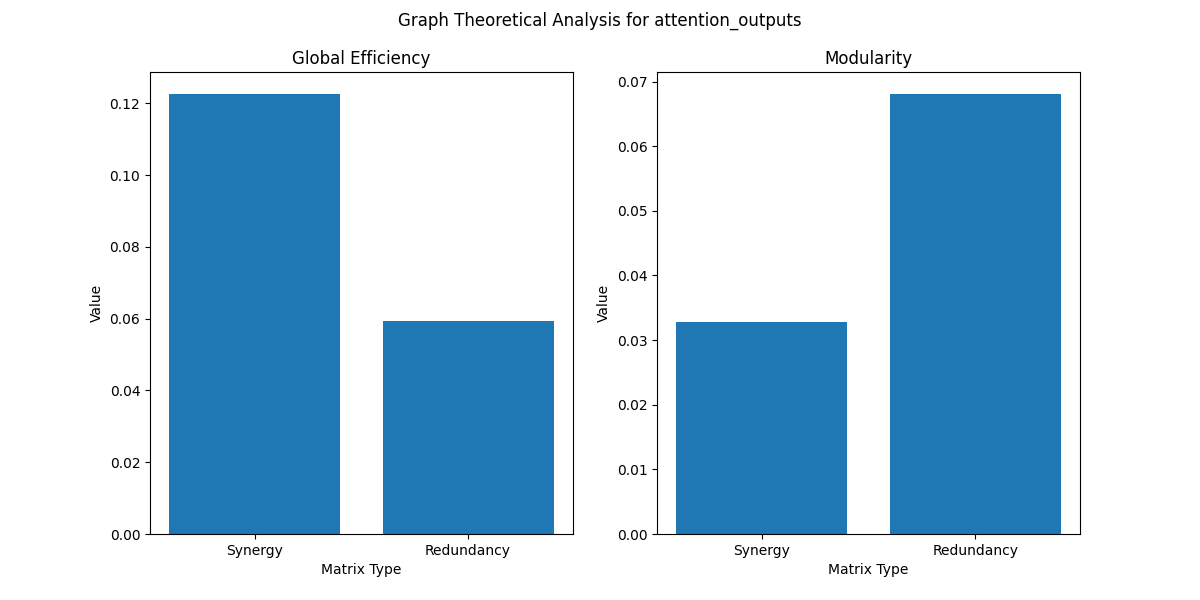 Graph Theoretical Analysis for attention_outputs
Global Efficiency
Value
0.12
0.10
0.08
0.06
0.04
0.02
0.00
Synergy
Redundancy
Matrix Type
Modularity
Value
0.07
0.06
0.05
0.04
0.03
0.02
0.01
0.00
Synergy
Redundancy
Matrix Type